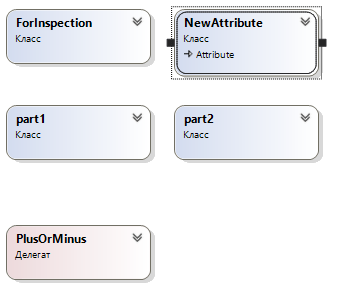 ForInspection
Класс
NewAttribute
Класс
Attribute
part1
Класс
part2
Класс
PlusOrMinus
Делегат